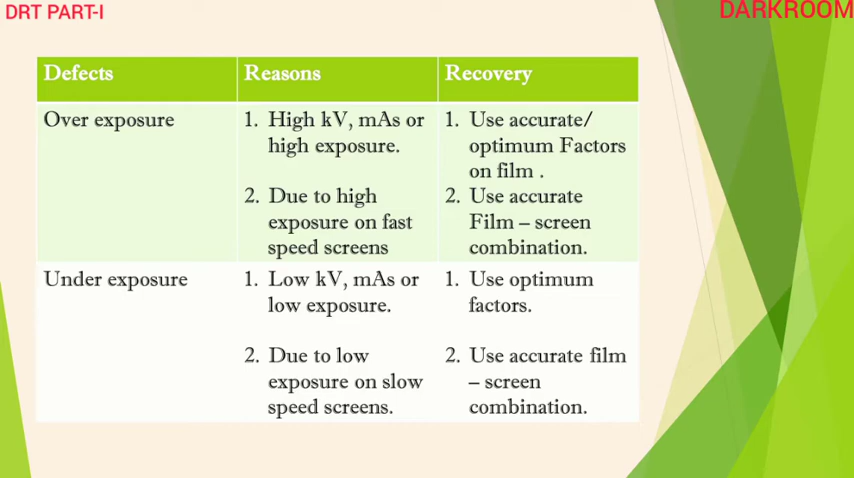 DRT PART-I
DARKROOM
Defects
Reasons
Recovery
Over exposure
1. High kV, mAs or
high exposure.
2. Due to high
exposure on fast
speed screens
1. Use accurate/
optimum Factors
on film .
2. Use accurate
Film – screen
combination.
Under exposure
1. Low kV, mAs or
low exposure.
2. Due to low
exposure on slow
speed screens.
1. Use optimum
factors.
2. Use accurate film
– screen
combination.